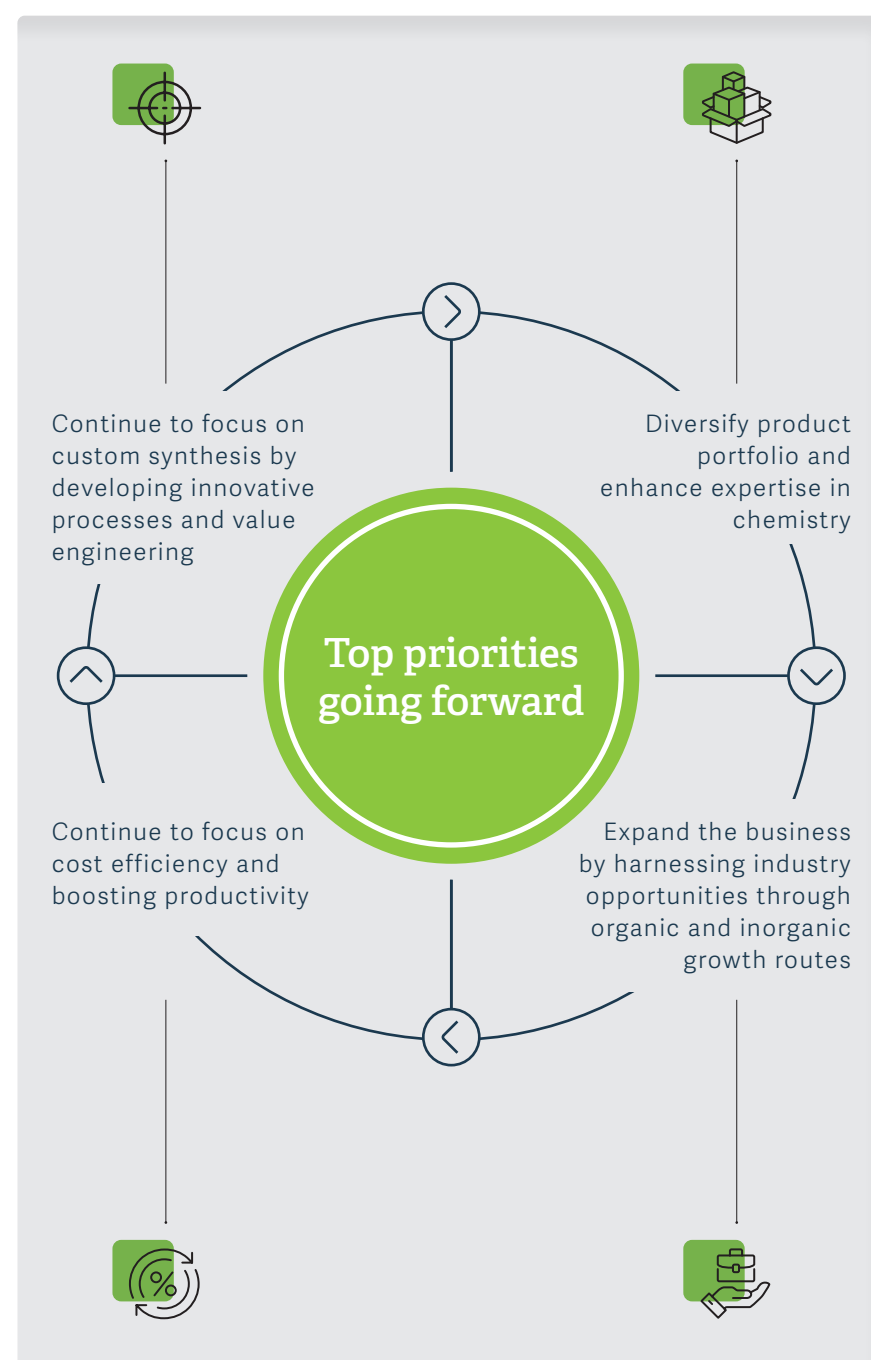 Continue to focus on
custom synthesis by
developing innovative
processes and value
engineering
Diversify product
portfolio and
enhance expertise in
chemistry
Top priorities
going forward
Continue to focus on
cost efficiency and
boosting productivity
Expand the business
by harnessing industry
opportunities through
organic and inorganic
growth routes
%